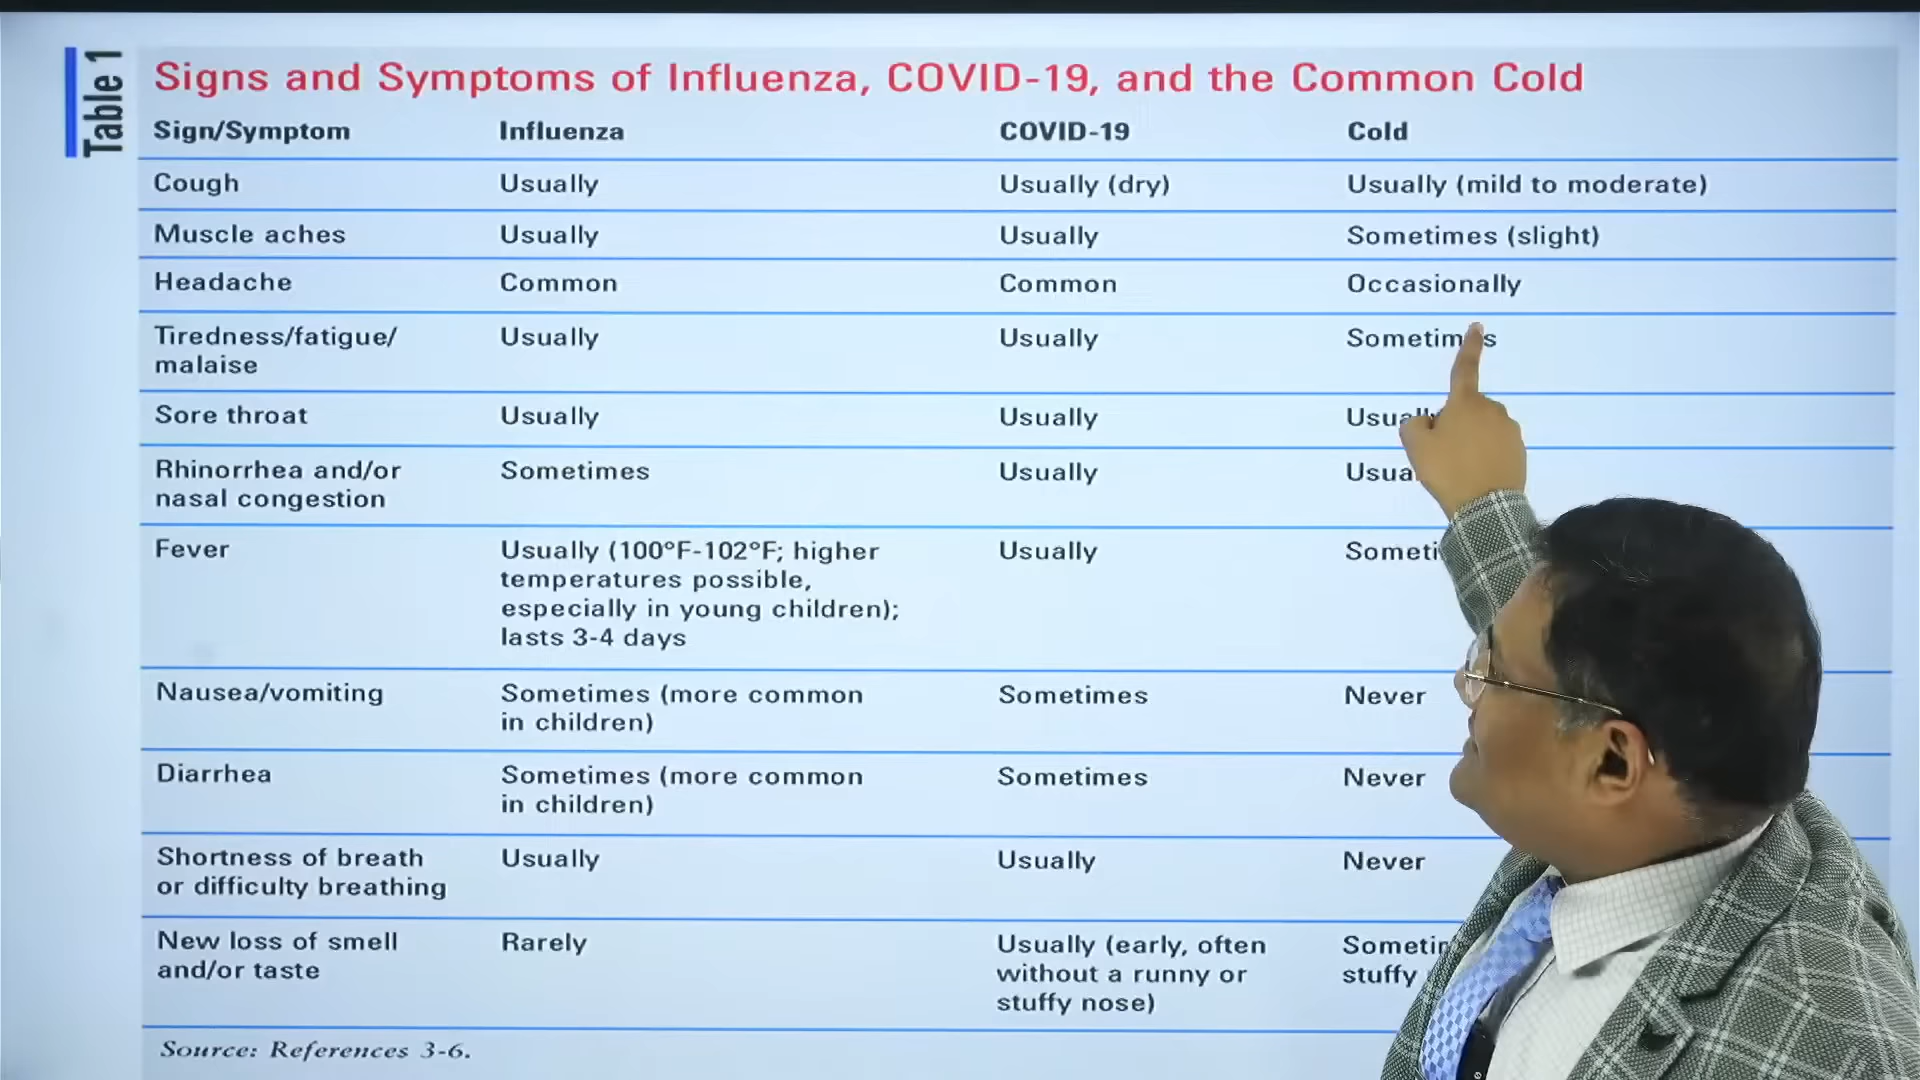 Table 1
Signs and Symptoms of Influenza, COVID-19, and the Common Cold
Sign/Symptom Influenza COVID-19 Cold
Cough Usually Usually (dry) Usually (mild to moderate)
Muscle aches Usually Usually Sometimes (slight)
Headache Common Common Occasionally
Tiredness/fatigue/ Usually Usually Sometimes
malaise
Sore throat Usually Usually Usually
Rhinorrhea and/or Sometimes Usually
nasal congestion
Fever Usually (100°F-102°F; higher Usually
temperatures possible,
especially in young children);
lasts 3-4 days
Nausea/vomiting Sometimes (more common Sometimes Never
in children)
Diarrhea Sometimes (more common Sometimes Never
in children)
Shortness of breath Usually Usually Never
or difficulty breathing
New loss of smell Rarely Usually (early, often
and/or taste without a runny or stuffy
stuffy nose)
Source: References 3-6.